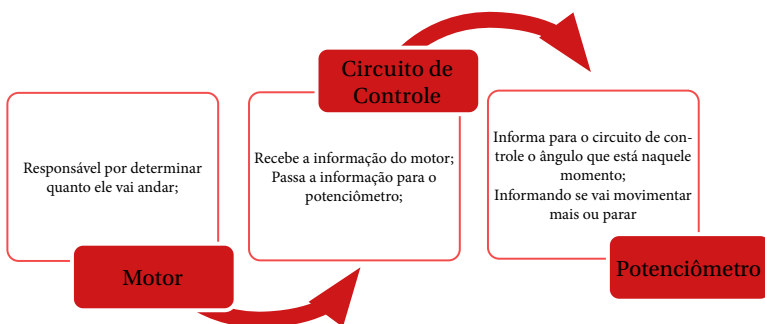 Responsável por determinar
quanto ele vai andar;
Motor
Circuito de
Controle
Recebe a informação do motor;
Passa a informação para o
potenciômetro;
Informa para o circuito de con-
trole o ângulo que está naquele
momento;
Informando se vai movimentar
mais ou parar
Potenciômetro